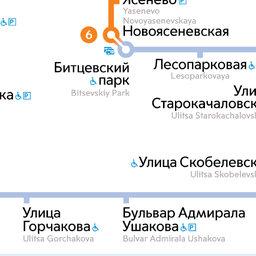 Ясенево P
Yasenevo
Novoyasenevskaya
6 Новоясеневская
P
Битцевский
парк
Bitsevskiy Park
Лесопарковая
Lesoparkovaya
Ули
Старокачаловск
Ulitsa Starokachalovsk
ка P
Улица Скобелевск
Ulitsa Skobelevsk
Улица
Горчакова
Ulitsa Gorchakova
Бульвар Адмирала
Ушакова P
Bulvar Admirala Ushakova